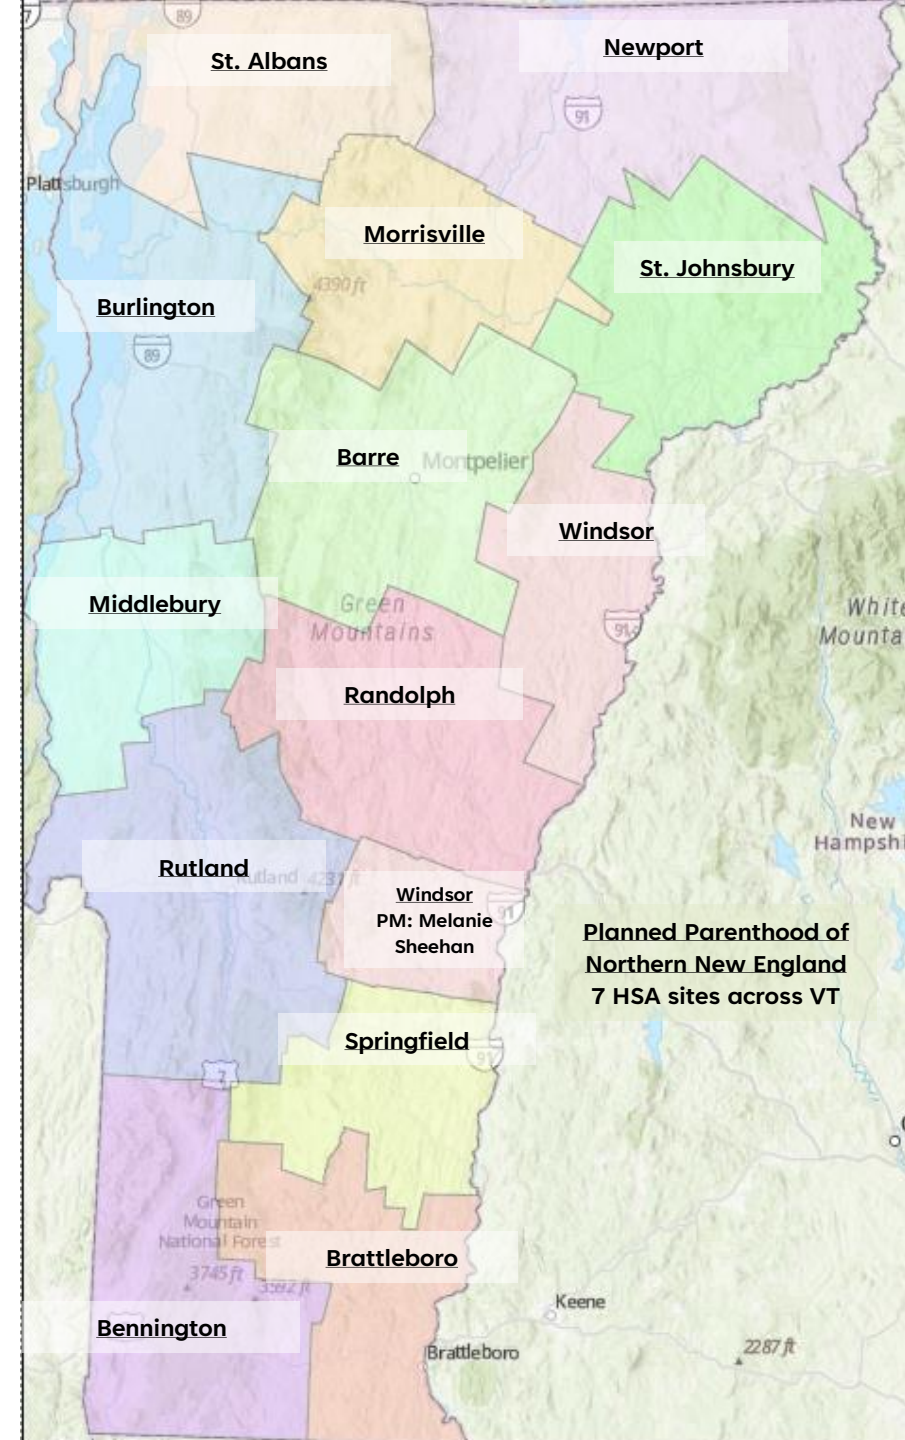 89
St. Albans
Newport
91
Plattsburgh
Morrisville
St. Johnsbury
4390 ft
Burlington
89
Barre
Montpelier
Windsor
Middlebury
Green
Mountains
White
Mounta
91
Randolph
New
Hampshi
Rutland
Rutland 4231 ft
Windsor
PM: Melanie
Sheehan
91
Planned Parenthood of
Northern New England
7 HSA sites across VT
Springfield
91
7
Green
Mountain
National Forest
Brattleboro
3745 ft
Keene
Bennington
Brattleboro
2287 ft